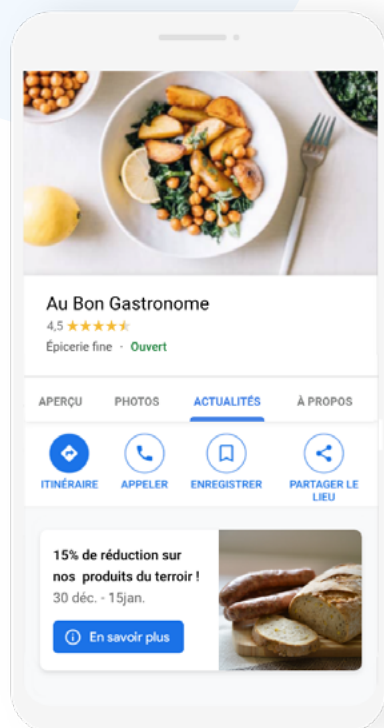 Au Bon Gastronome
4,5
Épicerie fine · Ouvert
APERÇU PHOTOS ACTUALITÉS À PROPOS
ITINÉRAIRE APPELER ENREGISTRER PARTAGER LE
LIEU
15% de réduction sur
nos produits du terroir !
30 déc. - 15jan.
En savoir plus